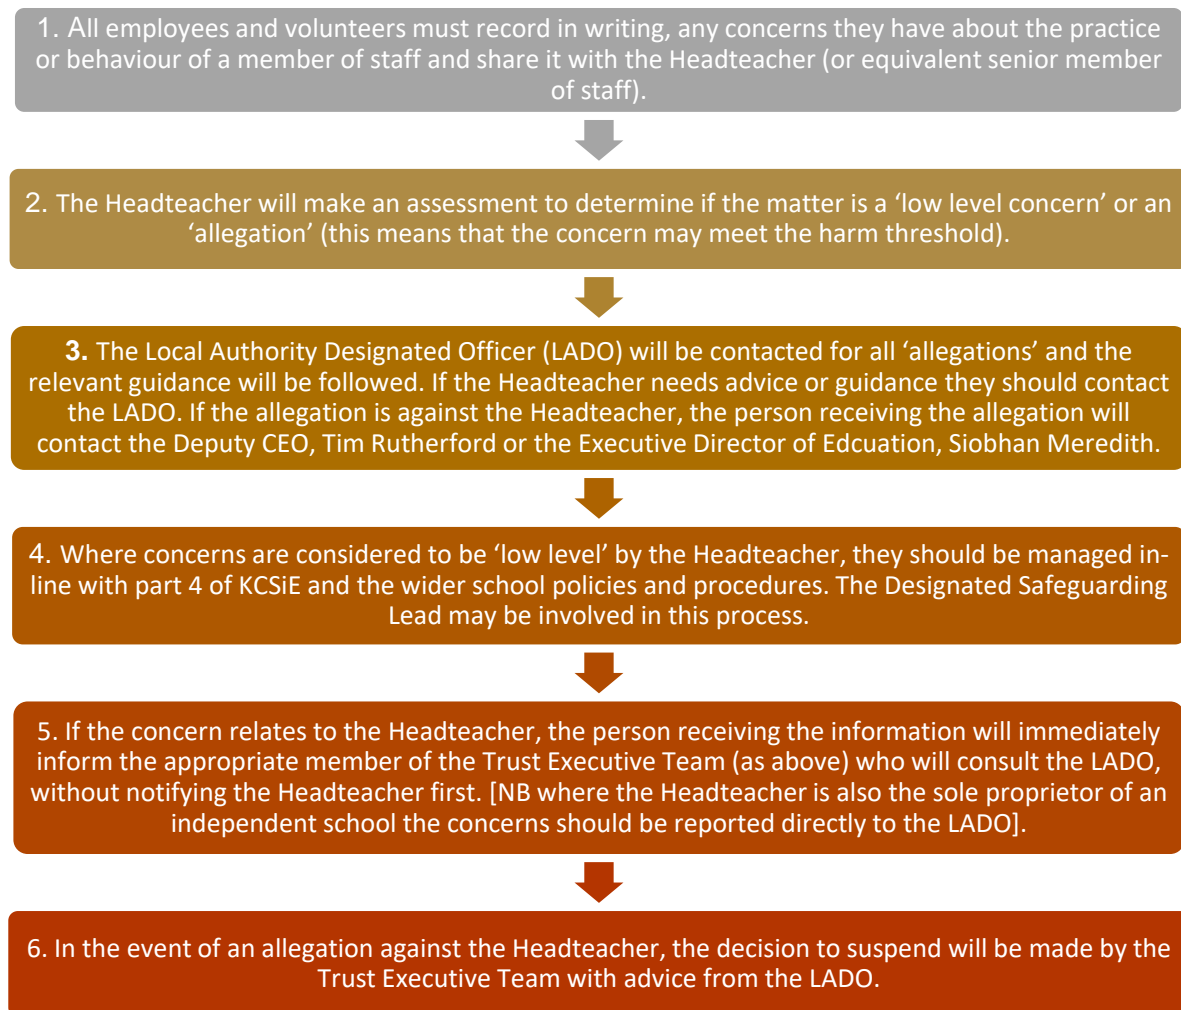 1. All employees and volunteers must record in writing, any concerns they have about the practice
or behaviour of a member of staff and share it with the Headteacher (or equivalent senior member
of staff).
2. The Headteacher will make an assessment to determine if the matter is a ‘low level concern’ or an
‘allegation’ (this means that the concern may meet the harm threshold).
3. The Local Authority Designated Officer (LADO) will be contacted for all ‘allegations’ and the
relevant guidance will be followed. If the Headteacher needs advice or guidance they should contact
the LADO. If the allegation is against the Headteacher, the person receiving the allegation will
contact the Deputy CEO, Tim Rutherford or the Executive Director of Edcuation, Siobhan Meredith.
4. Where concerns are considered to be ‘low level’ by the Headteacher, they should be managed in-
line with part 4 of KCSiE and the wider school policies and procedures. The Designated Safeguarding
Lead may be involved in this process.
5. If the concern relates to the Headteacher, the person receiving the information will immediately
inform the appropriate member of the Trust Executive Team (as above) who will consult the LADO,
without notifying the Headteacher first. [NB where the Headteacher is also the sole proprietor of an
independent school the concerns should be reported directly to the LADO].
6. In the event of an allegation against the Headteacher, the decision to suspend will be made by the
Trust Executive Team with advice from the LADO.